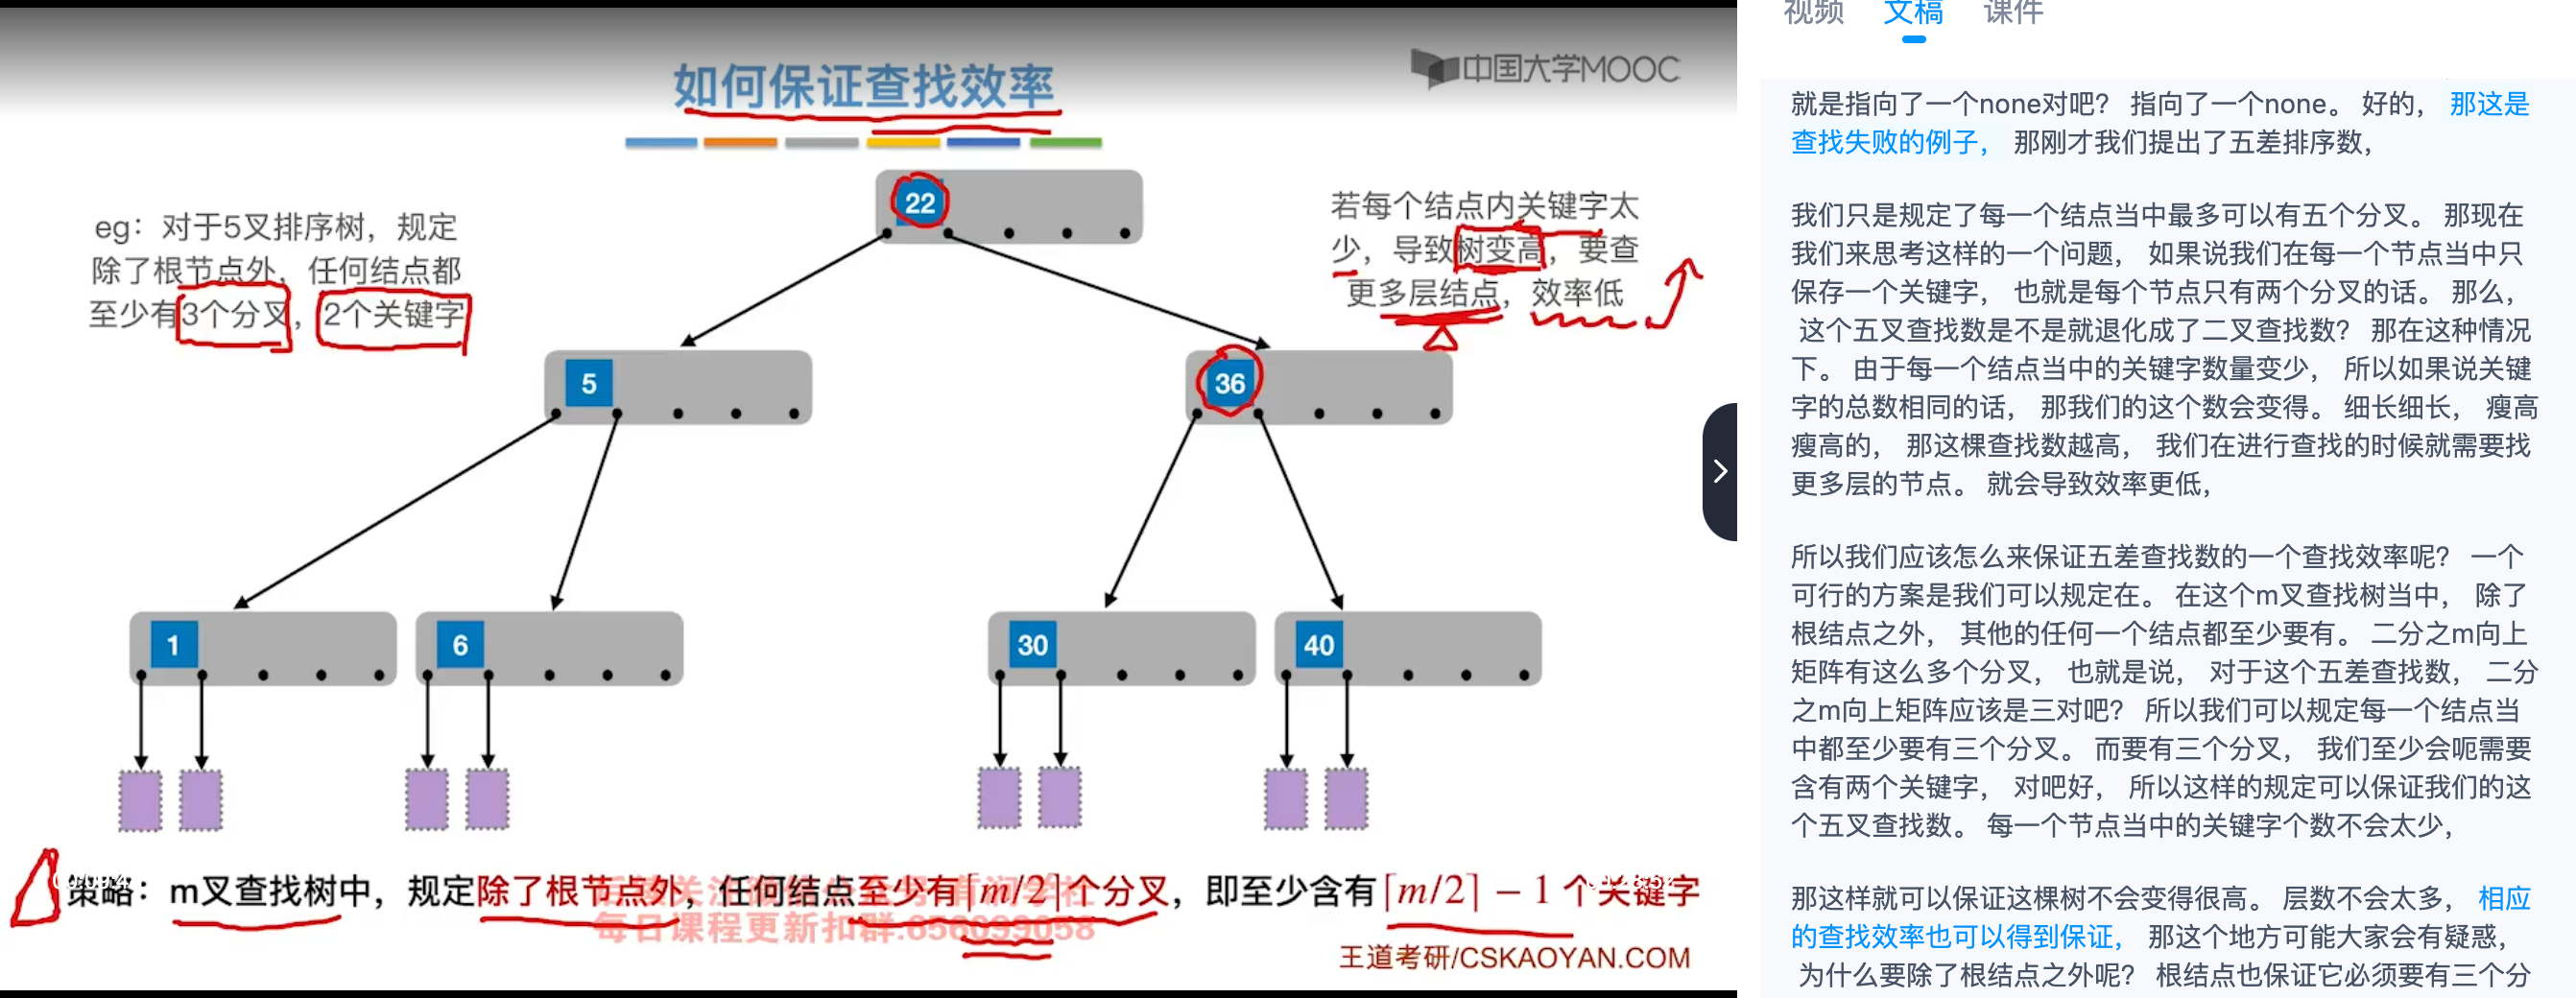 如何保证查找效率
中国大学MOOC
eg：对于5叉排序树，规定
除了根节点外，任何结点都
至少有3个分叉，2个关键字
若每个结点内关键字太
少，导致树变高，要查
更多层结点，效率低
22
5
36
1
6
30
40
策略：m叉查找树中，规定除了根节点外，任何结点至少有⌈m/2⌉个分叉，即至少含有⌈m/2⌉ − 1 个关键字
每日课程更新扣群:656099058
王道考研/CSKAOYAN.COM
视频 文稿 课件
就是指向了一个none对吧？ 指向了一个none。 好的， 那这是
查找失败的例子， 那刚才我们提出了五差排序数，
我们只是规定了每一个结点当中最多可以有五个分叉。 那现在
我们来思考这样的一个问题， 如果说我们在每一个节点当中只
保存一个关键字， 也就是每个节点只有两个分叉的话。 那么，
这个五叉查找数是不是就退化成了二叉查找数？ 那在这种情况
下。 由于每一个结点当中的关键字数量变少， 所以如果说关键
字的总数相同的话， 那我们的这个数会变得。 细长细长， 瘦高
瘦高的， 那这棵查找数越高， 我们在进行查找的时候就需要找
更多层的节点。 就会导致效率更低，
所以我们应该怎么来保证五差查找数的一个查找效率呢？ 一个
可行的方案是我们可以规定在。 在这个m叉查找树当中， 除了
根结点之外， 其他的任何一个结点都至少要有。 二分之m向上
矩阵有这么多个分叉， 也就是说， 对于这个五差查找数， 二分
之m向上矩阵应该是三对吧？ 所以我们可以规定每一个结点当
中都至少要有三个分叉。 而要有三个分叉， 我们至少会呃需要
含有两个关键字， 对吧好， 所以这样的规定可以保证我们的这
个五叉查找数。 每一个节点当中的关键字个数不会太少，
那这样就可以保证这棵树不会变得很高。 层数不会太多， 相应
的查找效率也可以得到保证， 那这个地方可能大家会有疑惑，
为什么要除了根结点之外呢？ 根结点也保证它必须要有三个分